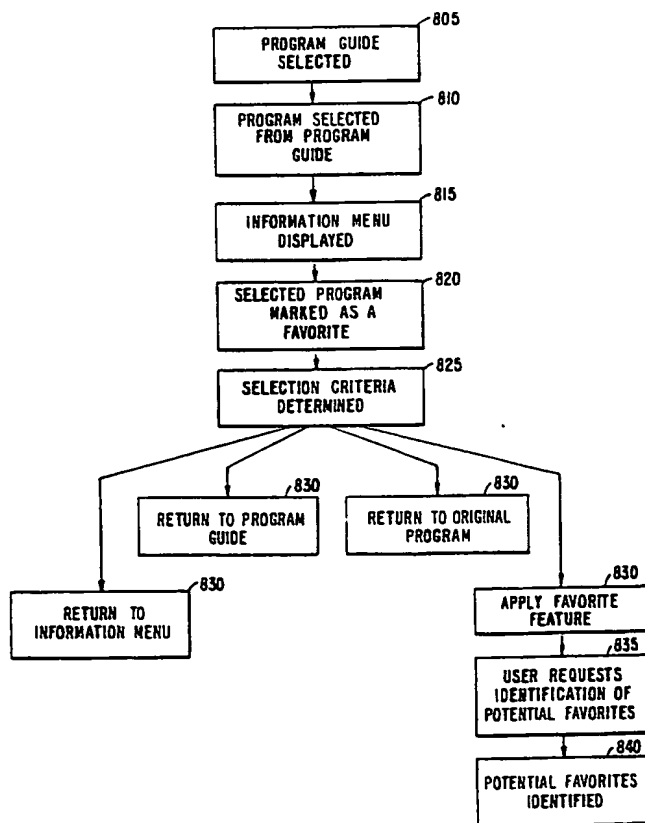 805
PROGRAM GUIDE
SELECTED
810
PROGRAM SELECTED
FROM PROGRAM
GUIDE
815
INFORMATION MENU
DISPLAYED
820
SELECTED PROGRAM
MARKED AS A
FAVORITE
825
SELECTION CRITERIA
DETERMINED
830
RETURN TO PROGRAM
GUIDE
830
RETURN TO ORIGINAL
PROGRAM
830
RETURN TO
INFORMATION MENU
830
APPLY FAVORITE
FEATURE
835
USER REQUESTS
IDENTIFICATION OF
POTENTIAL FAVORITES
840
POTENTIAL FAVORITES
IDENTIFIED